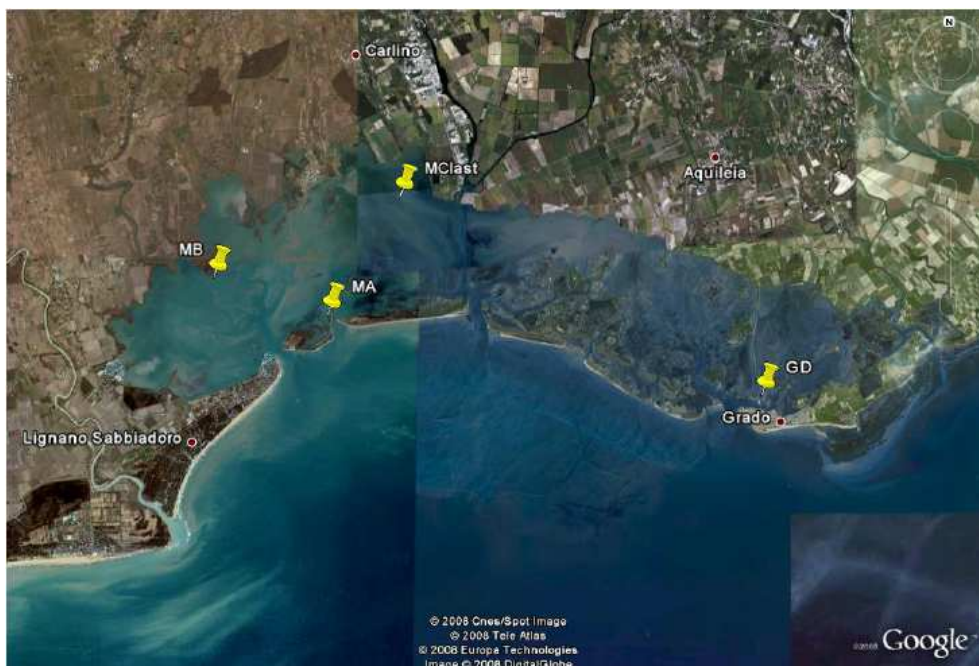 N
Carlino
MClast
Aquileia
MB
MA
GD
Grado
Lignano Sabbiadoro
© 2008 Cnes/Spot Image
© 2008 Tele Atlas
© 2008 Europa Technologies
Image © 2008 DigitalGlobe
©2008 Google